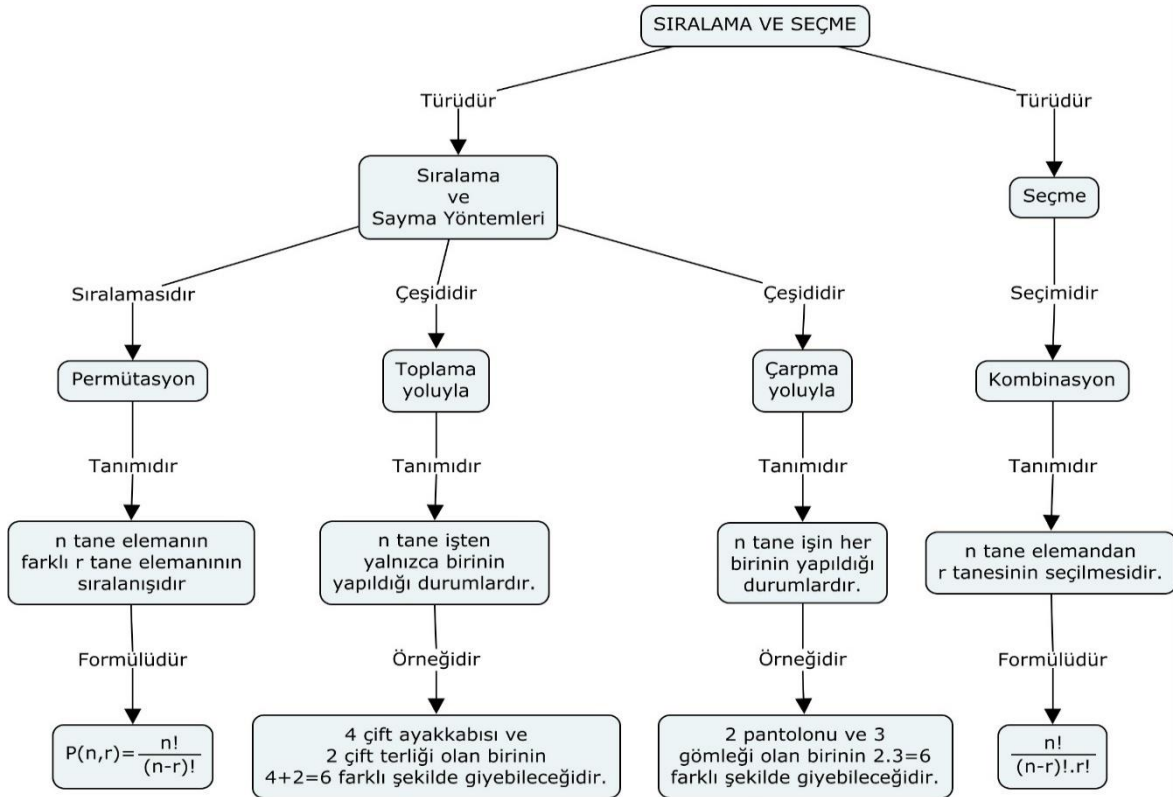 SIRALAMA VE SEÇME
Türüdür
Türüdür
Sıralama
ve
Sayma Yöntemleri
Seçme
Sıralamasıdır
Çeşididir
Çeşididir
Seçimidir
Permütasyon
Toplama
yoluyla
Çarpma
yoluyla
Kombinasyon
Tanımıdır
Tanımıdır
Tanımıdır
Tanımıdır
n tane elemanın
farklı r tane elemanının
sıralanışıdır
n tane işten
yalnızca birinin
yapıldığı durumlardır.
n tane işin her
birinin yapıldığı
durumlardır.
n tane elemandan
r tanesinin seçilmesidir.
Formülüdür
Örneğidir
Örneğidir
Formülüdür
P(n,r)=n!/(n-r)!
4 çift ayakkabısı ve
2 çift terliği olan birinin
4+2=6 farklı şekilde giyebileceğidir.
2 pantolonu ve 3
gömleği olan birinin 2.3=6
farklı şekilde giyebileceğidir.
n!/(n-r)!.r!